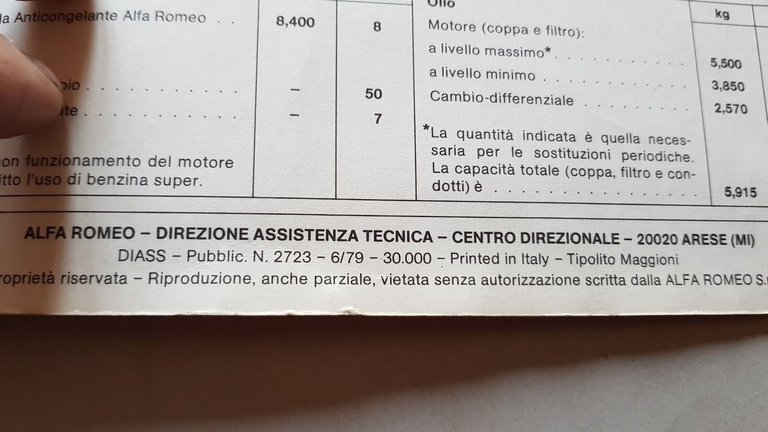 la Anticongelante Alfa Romeo . . 8,400 8
. . . . . . . . . . . . – 50
. . . . . . . . . . . . – 7
non funzionamento del motore
l'uso di benzina super.
Olio kg
Motore (coppa e filtro):
a livello massimo* . . . . . . . . . . 5,500
a livello minimo . . . . . . . . . . . 3,850
Cambio-differenziale . . . . . . . . 2,570
*La quantità indicata è quella neces-
saria per le sostituzioni periodiche.
La capacità totale (coppa, filtro e con-
dotti) è . . . . . . . . . . . . . . . . 5,915
ALFA ROMEO – DIREZIONE ASSISTENZA TECNICA – CENTRO DIREZIONALE – 20020 ARESE (MI)
DIASS – Pubblic. N. 2723 – 6/79 – 30.000 – Printed in Italy – Tipolito Maggioni
roprietà riservata – Riproduzione, anche parziale, vietata senza autorizzazione scritta dalla ALFA ROMEO S.